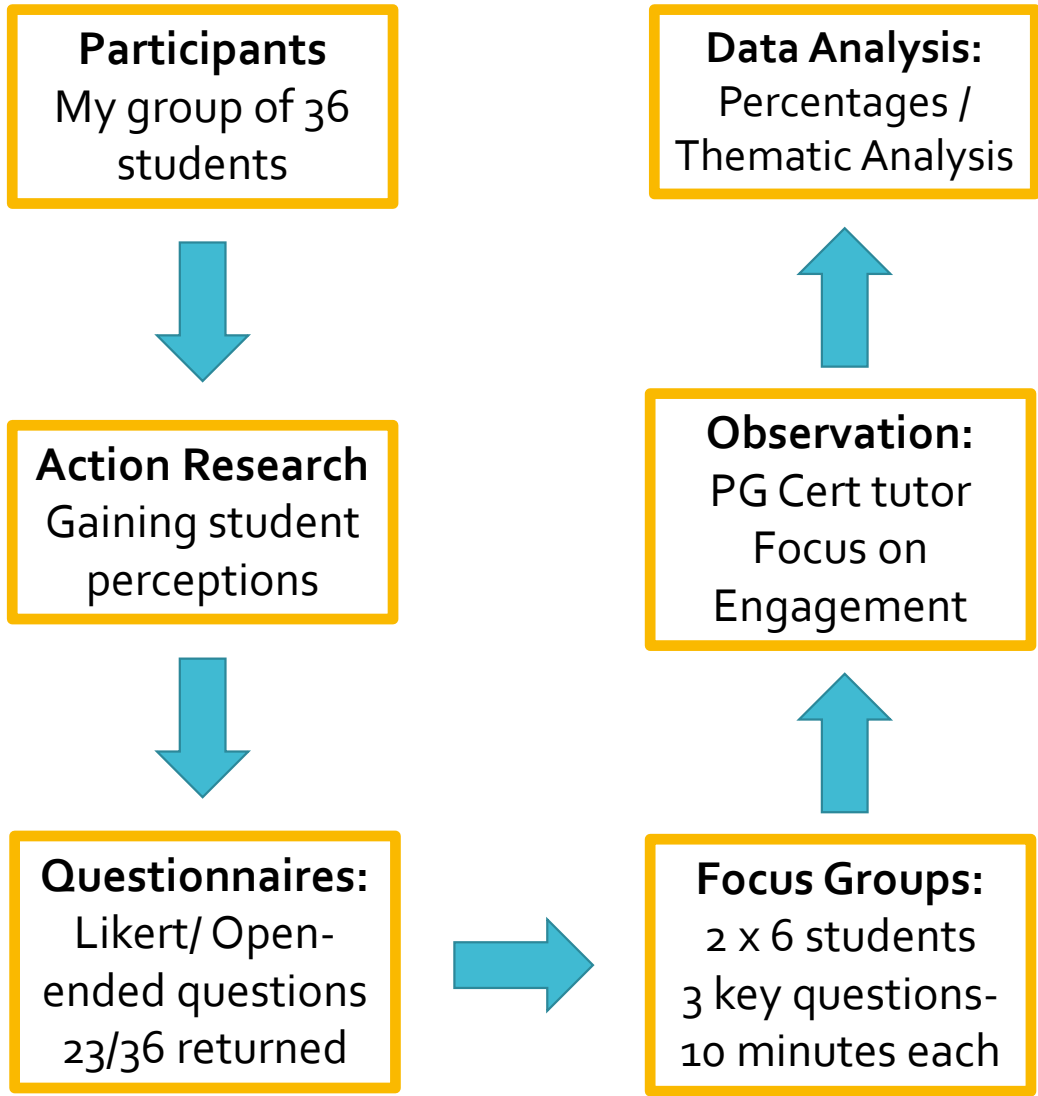 Participants
My group of 36
students
Action Research
Gaining student
perceptions
Questionnaires:
Likert/ Open-
ended questions
23/36 returned
Focus Groups:
2 x 6 students
3 key questions-
10 minutes each
Observation:
PG Cert tutor
Focus on
Engagement
Data Analysis:
Percentages /
Thematic Analysis